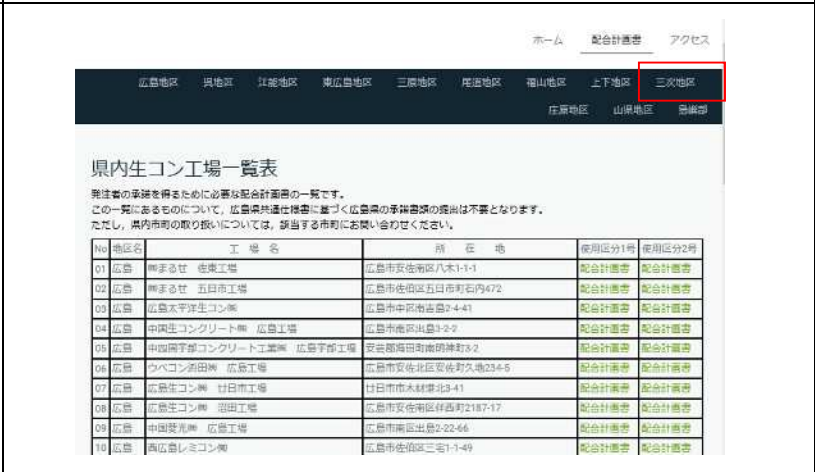 ホーム 配合計画書 アクセス
広島地区 呉地区 江能地区 東広島地区 三原地区 尾道地区 福山地区 上下地区 三次地区
庄原地区 山県地区 島嶼部
県内生コン工場一覧表
発注者の承諾を得るために必要な配合計画書の一覧です。
この一覧にあるものについて，広島県共通仕様書に基づく広島県の承諾書類の提出は不要となります。
ただし，県内市町の取り扱いについては，該当する市町にお問い合わせください。
No 地区名 工場名 所在地 使用区分1号 使用区分2号
01 広島 ㈱まるせ 佐東工場 広島市安佐南区八木1-1-1 配合計画書 配合計画書
02 広島 ㈱まるせ 五日市工場 広島市佐伯区五日市町石内472 配合計画書 配合計画書
03 広島 広島太平洋生コン㈱ 広島市中区南吉島2-4-41 配合計画書 配合計画書
04 広島 中国生コンクリート㈱ 広島工場 広島市南区出島3-2-2 配合計画書 配合計画書
05 広島 中四国宇部コンクリート工業㈱ 広島宇部工場 安芸郡海田町南明神町3-2 配合計画書 配合計画書
06 広島 ウベコン浜田㈱ 広島工場 広島市安佐北区安佐町久地234-5 配合計画書 配合計画書
07 広島 広島生コン㈱ 廿日市工場 廿日市市木材港北3-41 配合計画書 配合計画書
08 広島 広島生コン㈱ 沼田工場 広島市安佐南区伴西町2187-17 配合計画書 配合計画書
09 広島 中国菱光㈱ 広島工場 広島市南区出島2-22-66 配合計画書 配合計画書
10 広島 西広島レミコン㈲ 広島市佐伯区三宅1-1-49 配合計画書 配合計画書